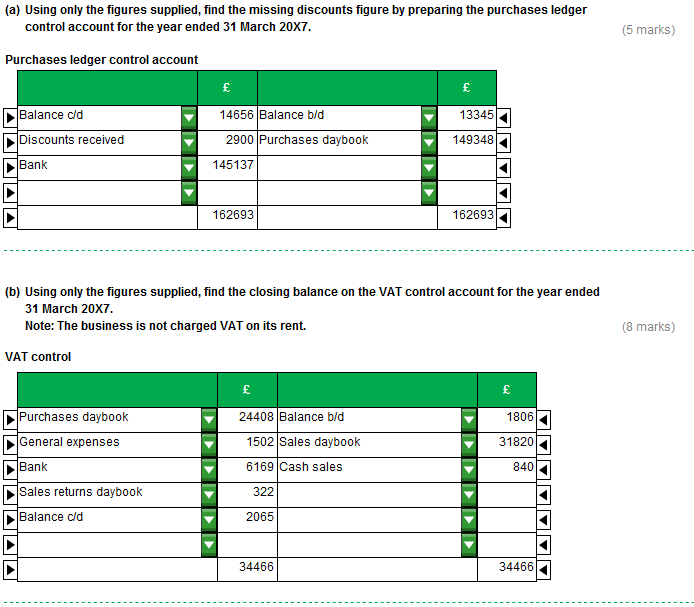 (a) Using only the figures supplied, find the missing discounts figure by preparing the purchases ledger
control account for the year ended 31 March 20X7.
(5 marks)
Purchases ledger control account
£ £
Balance c/d 14656 Balance b/d 13345
Discounts received 2900 Purchases daybook 149348
Bank 145137
162693 162693
(b) Using only the figures supplied, find the closing balance on the VAT control account for the year ended
31 March 20X7.
Note: The business is not charged VAT on its rent.
(8 marks)
VAT control
£ £
Purchases daybook 24408 Balance b/d 1806
General expenses 1502 Sales daybook 31820
Bank 6169 Cash sales 840
Sales returns daybook 322
Balance c/d 2065
34466 34466